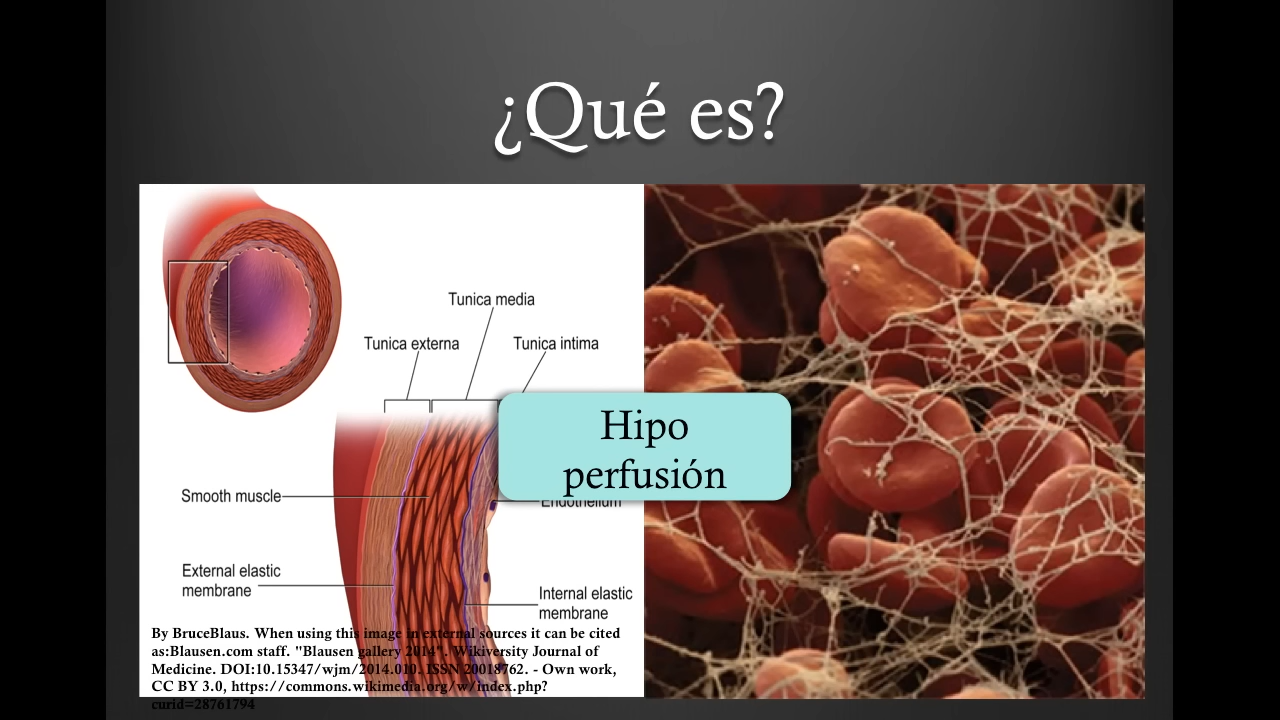 ¿Qué es?
Tunica media
Tunica externa
Tunica intima
Hipo
perfusión
Smooth muscle
Endothelium
External elastic
membrane
Internal elastic
membrane
By BruceBlaus. When using this image in external sources it can be cited
as:Blausen.com staff. "Blausen gallery 2014". Wikiversity Journal of
Medicine. DOI:10.15347/wjm/2014.010. ISSN 20018762. - Own work,
CC BY 3.0, https://commons.wikimedia.org/w/index.php?
curid=28761794